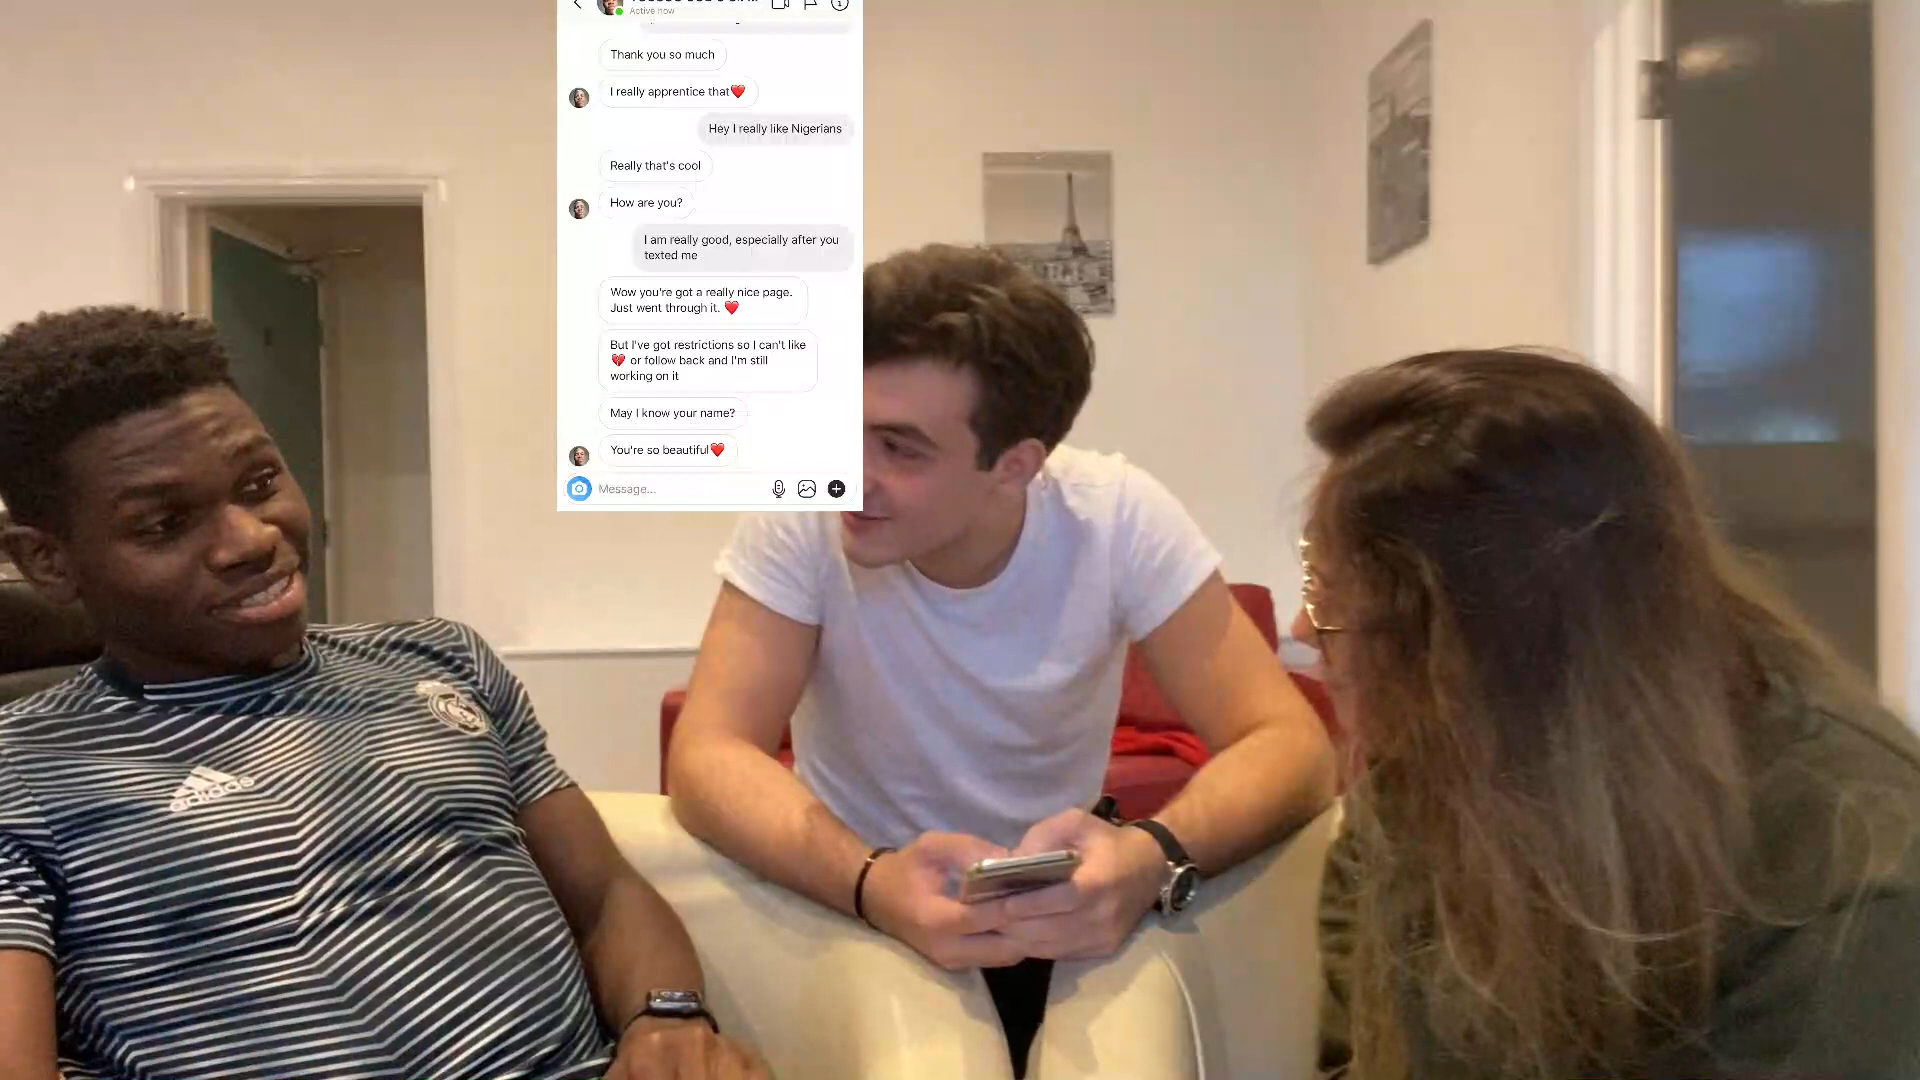 Active now
Thank you so much
I really apprentice that❤️
Hey I really like Nigerians
Really that's cool
How are you?
I am really good, especially after you
texted me
Wow you're got a really nice page.
Just went through it. ❤️
But I've got restrictions so I can't like
💔 or follow back and I'm still
working on it
May I know your name?
You're so beautiful❤️
Message...
adidas